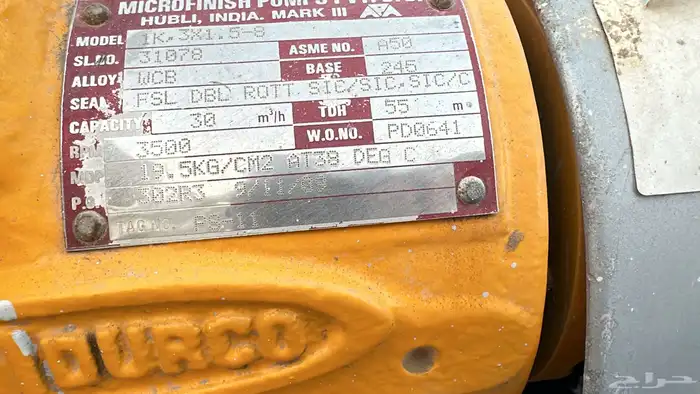 MICROFINISH PUMPS PVT.LTD.
HUBLI, INDIA. MARK III
MODEL 1K.3X1.5-8
SL.NO. 31078 ASME NO. A50
ALLOY WCB BASE 245
SEAL FSL DBL ROTT SIC/SIC,SIC/C
CAPACITY 30 m³/h TDH 55 m
3500 W.O.NO. PD0641
19.5KG/CM2 AT38 DEG C
302R3
TAG NO. PS-11
DURCO
حراج